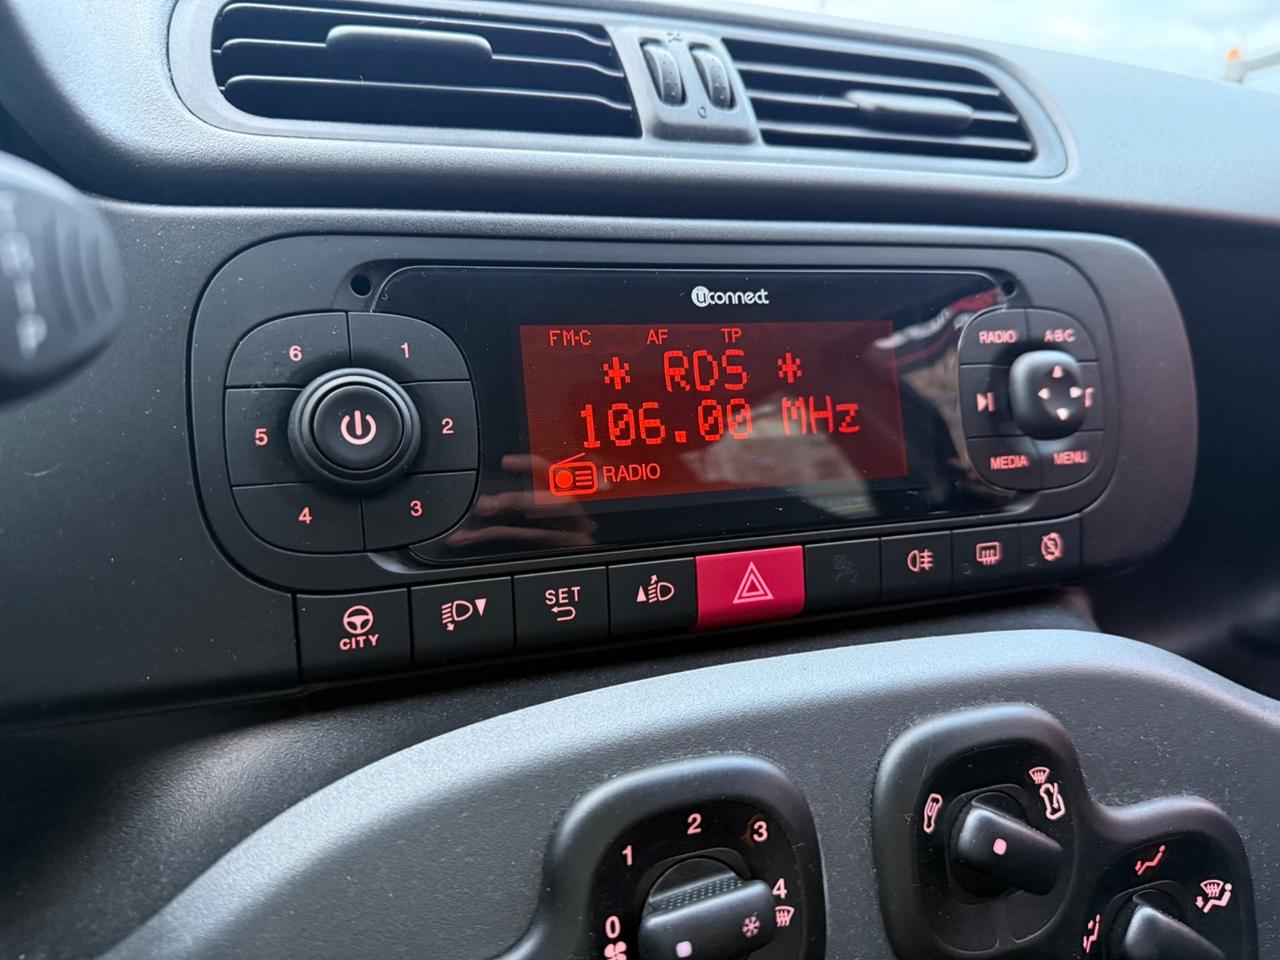 uconnect
FM-C AF TP
* RDS *
106.00 MHz
RADIO
6 1
5 2
4 3
RADIO A·B·C
MEDIA MENU
CITY
SET
2
3
1
4
0